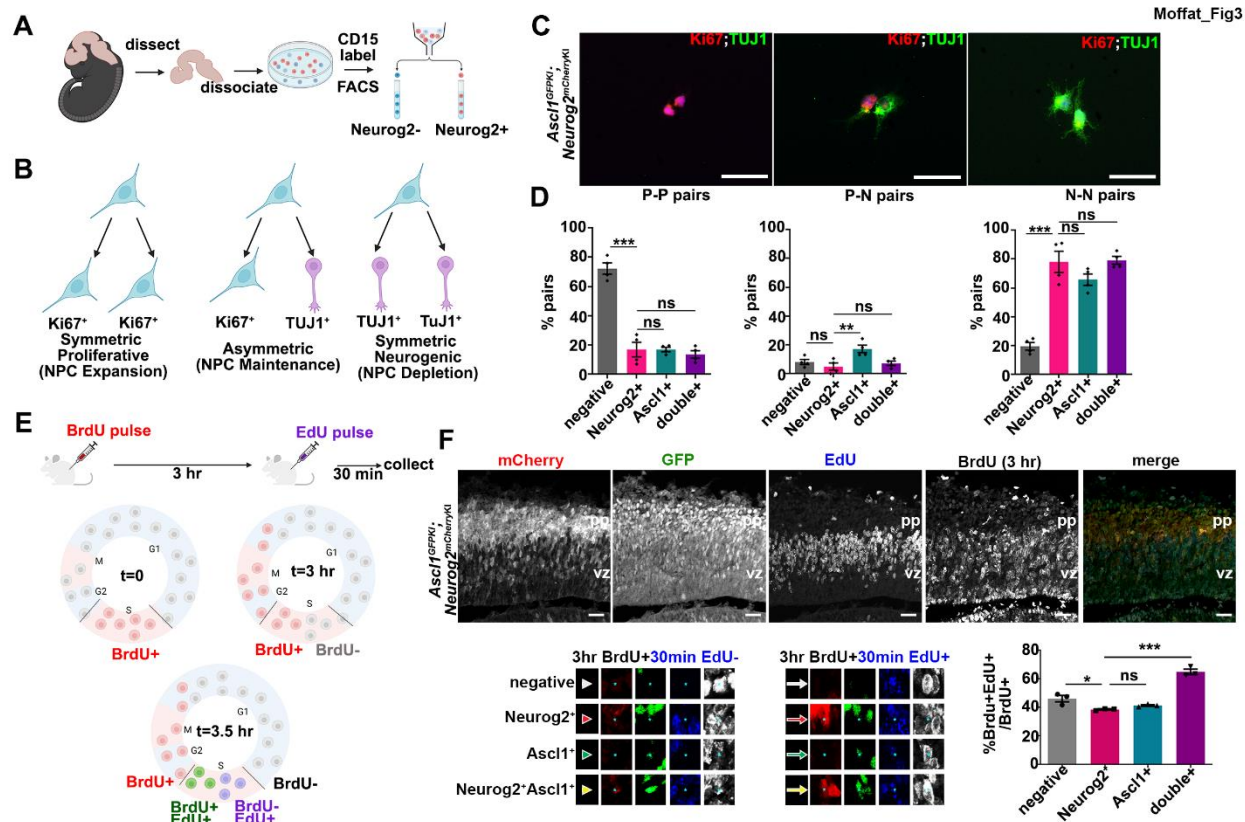 Moffat_Fig3
A
dissect
dissociate
CD15
label
FACS
Neurog2-
Neurog2+
B
Ki67+
Ki67+
Symmetric
Proliferative
(NPC Expansion)
Ki67+
TUJ1+
Asymmetric
(NPC Maintenance)
TUJ1+
TuJ1+
Symmetric
Neurogenic
(NPC Depletion)
C
Ascl1GFPKI;
Neurog2mCherryKI
Ki67;TUJ1
Ki67;TUJ1
Ki67;TUJ1
P-P pairs
P-N pairs
N-N pairs
D
% pairs
100
80
60
40
20
0
***
ns
ns
negative
Neurog2+
Ascl1+
double+
% pairs
100
80
60
40
20
0
ns
**
ns
negative
Neurog2+
Ascl1+
double+
% pairs
100
80
60
40
20
0
***
ns
ns
negative
Neurog2+
Ascl1+
double+
E
BrdU pulse
3 hr
EdU pulse
30 min
collect
t=0
G1
M
G2
S
BrdU+
t=3 hr
G1
M
G2
S
BrdU+
BrdU-
t=3.5 hr
G1
M
G2
S
BrdU+
BrdU-
BrdU+
EdU+
BrdU-
EdU+
F
Ascl1GFPKI;
Neurog2mCherryKI
mCherry
GFP
EdU
BrdU (3 hr)
merge
pp
vz
pp
vz
pp
vz
pp
vz
pp
vz
3hr BrdU+30min EdU-
negative
Neurog2+
Ascl1+
Neurog2+Ascl1+
3hr BrdU+30min EdU+
%Brdu+EdU+
/BrdU+
100
80
60
40
20
0
*
ns
***
negative
Neurog2+
Ascl1+
double+